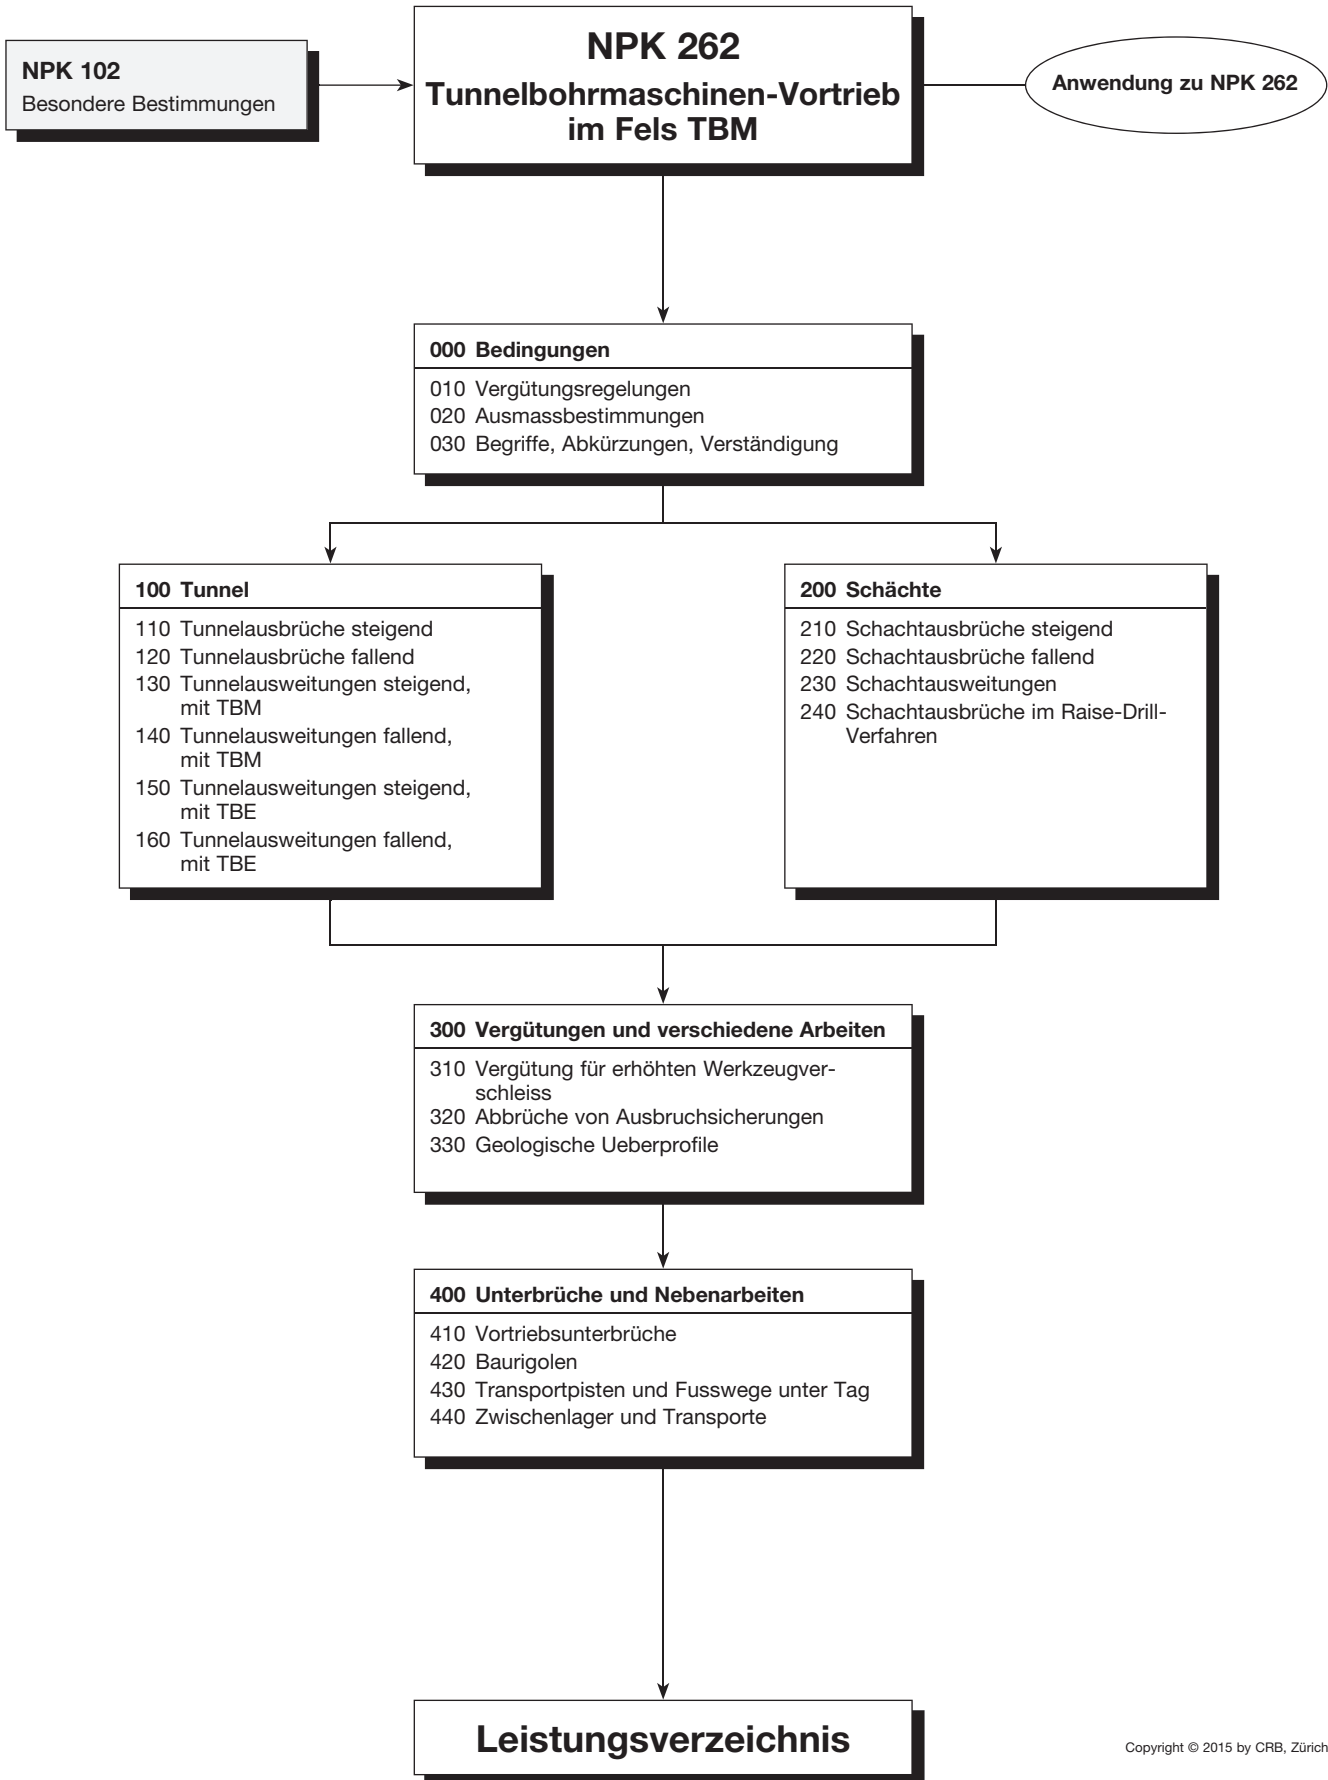 NPK 102
Besondere Bestimmungen
NPK 262
Tunnelbohrmaschinen-Vortrieb
im Fels TBM
Anwendung zu NPK 262
000 Bedingungen
010 Vergütungsregelungen
020 Ausmassbestimmungen
030 Begriffe, Abkürzungen, Verständigung
100 Tunnel
110 Tunnelausbrüche steigend
120 Tunnelausbrüche fallend
130 Tunnelausweitungen steigend,
mit TBM
140 Tunnelausweitungen fallend,
mit TBM
150 Tunnelausweitungen steigend,
mit TBE
160 Tunnelausweitungen fallend,
mit TBE
200 Schächte
210 Schachtausbrüche steigend
220 Schachtausbrüche fallend
230 Schachtausweitungen
240 Schachtausbrüche im Raise-Drill-
Verfahren
300 Vergütungen und verschiedene Arbeiten
310 Vergütung für erhöhten Werkzeugver-
schleiss
320 Abbrüche von Ausbruchsicherungen
330 Geologische Ueberprofile
400 Unterbrüche und Nebenarbeiten
410 Vortriebsunterbrüche
420 Baurigolen
430 Transportpisten und Fusswege unter Tag
440 Zwischenlager und Transporte
Leistungsverzeichnis
Copyright © 2015 by CRB, Zürich